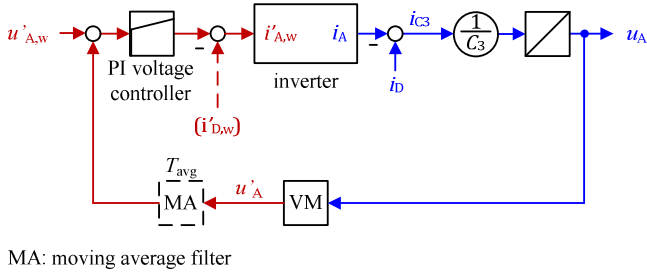 u'A,w
PI voltage
controller
(i'D,w)
i'A,w iA
inverter
iD
iC3
1
C3
uA
Tavg
MA
u'A
VM
MA: moving average filter